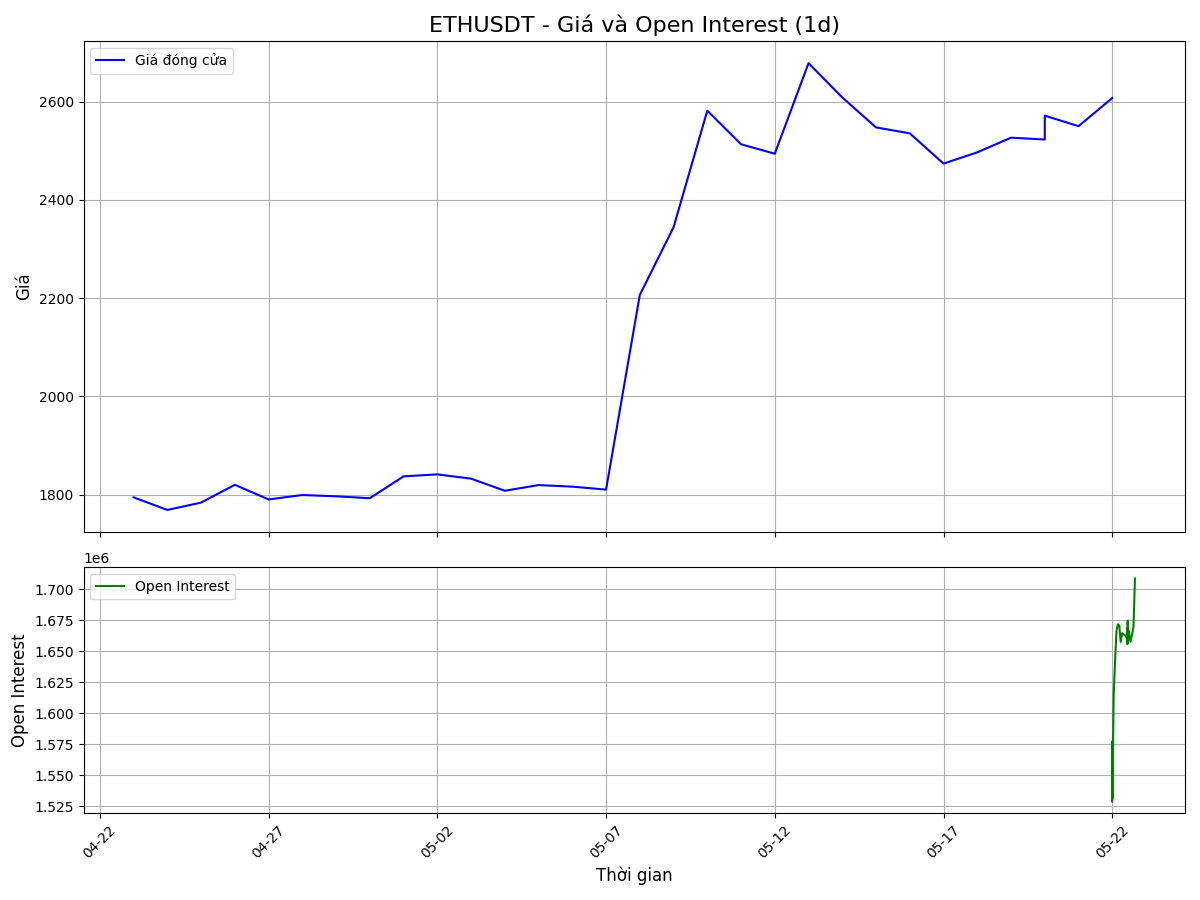 ETHUSDT - Giá và Open Interest (1d)
Giá đóng cửa
2600
2400
2200
2000
1800
Giá
1e6
Open Interest
1.700
1.675
1.650
1.625
1.600
1.575
1.550
1.525
Open Interest
04-22
04-27
05-02
05-07
05-12
05-17
05-22
Thời gian